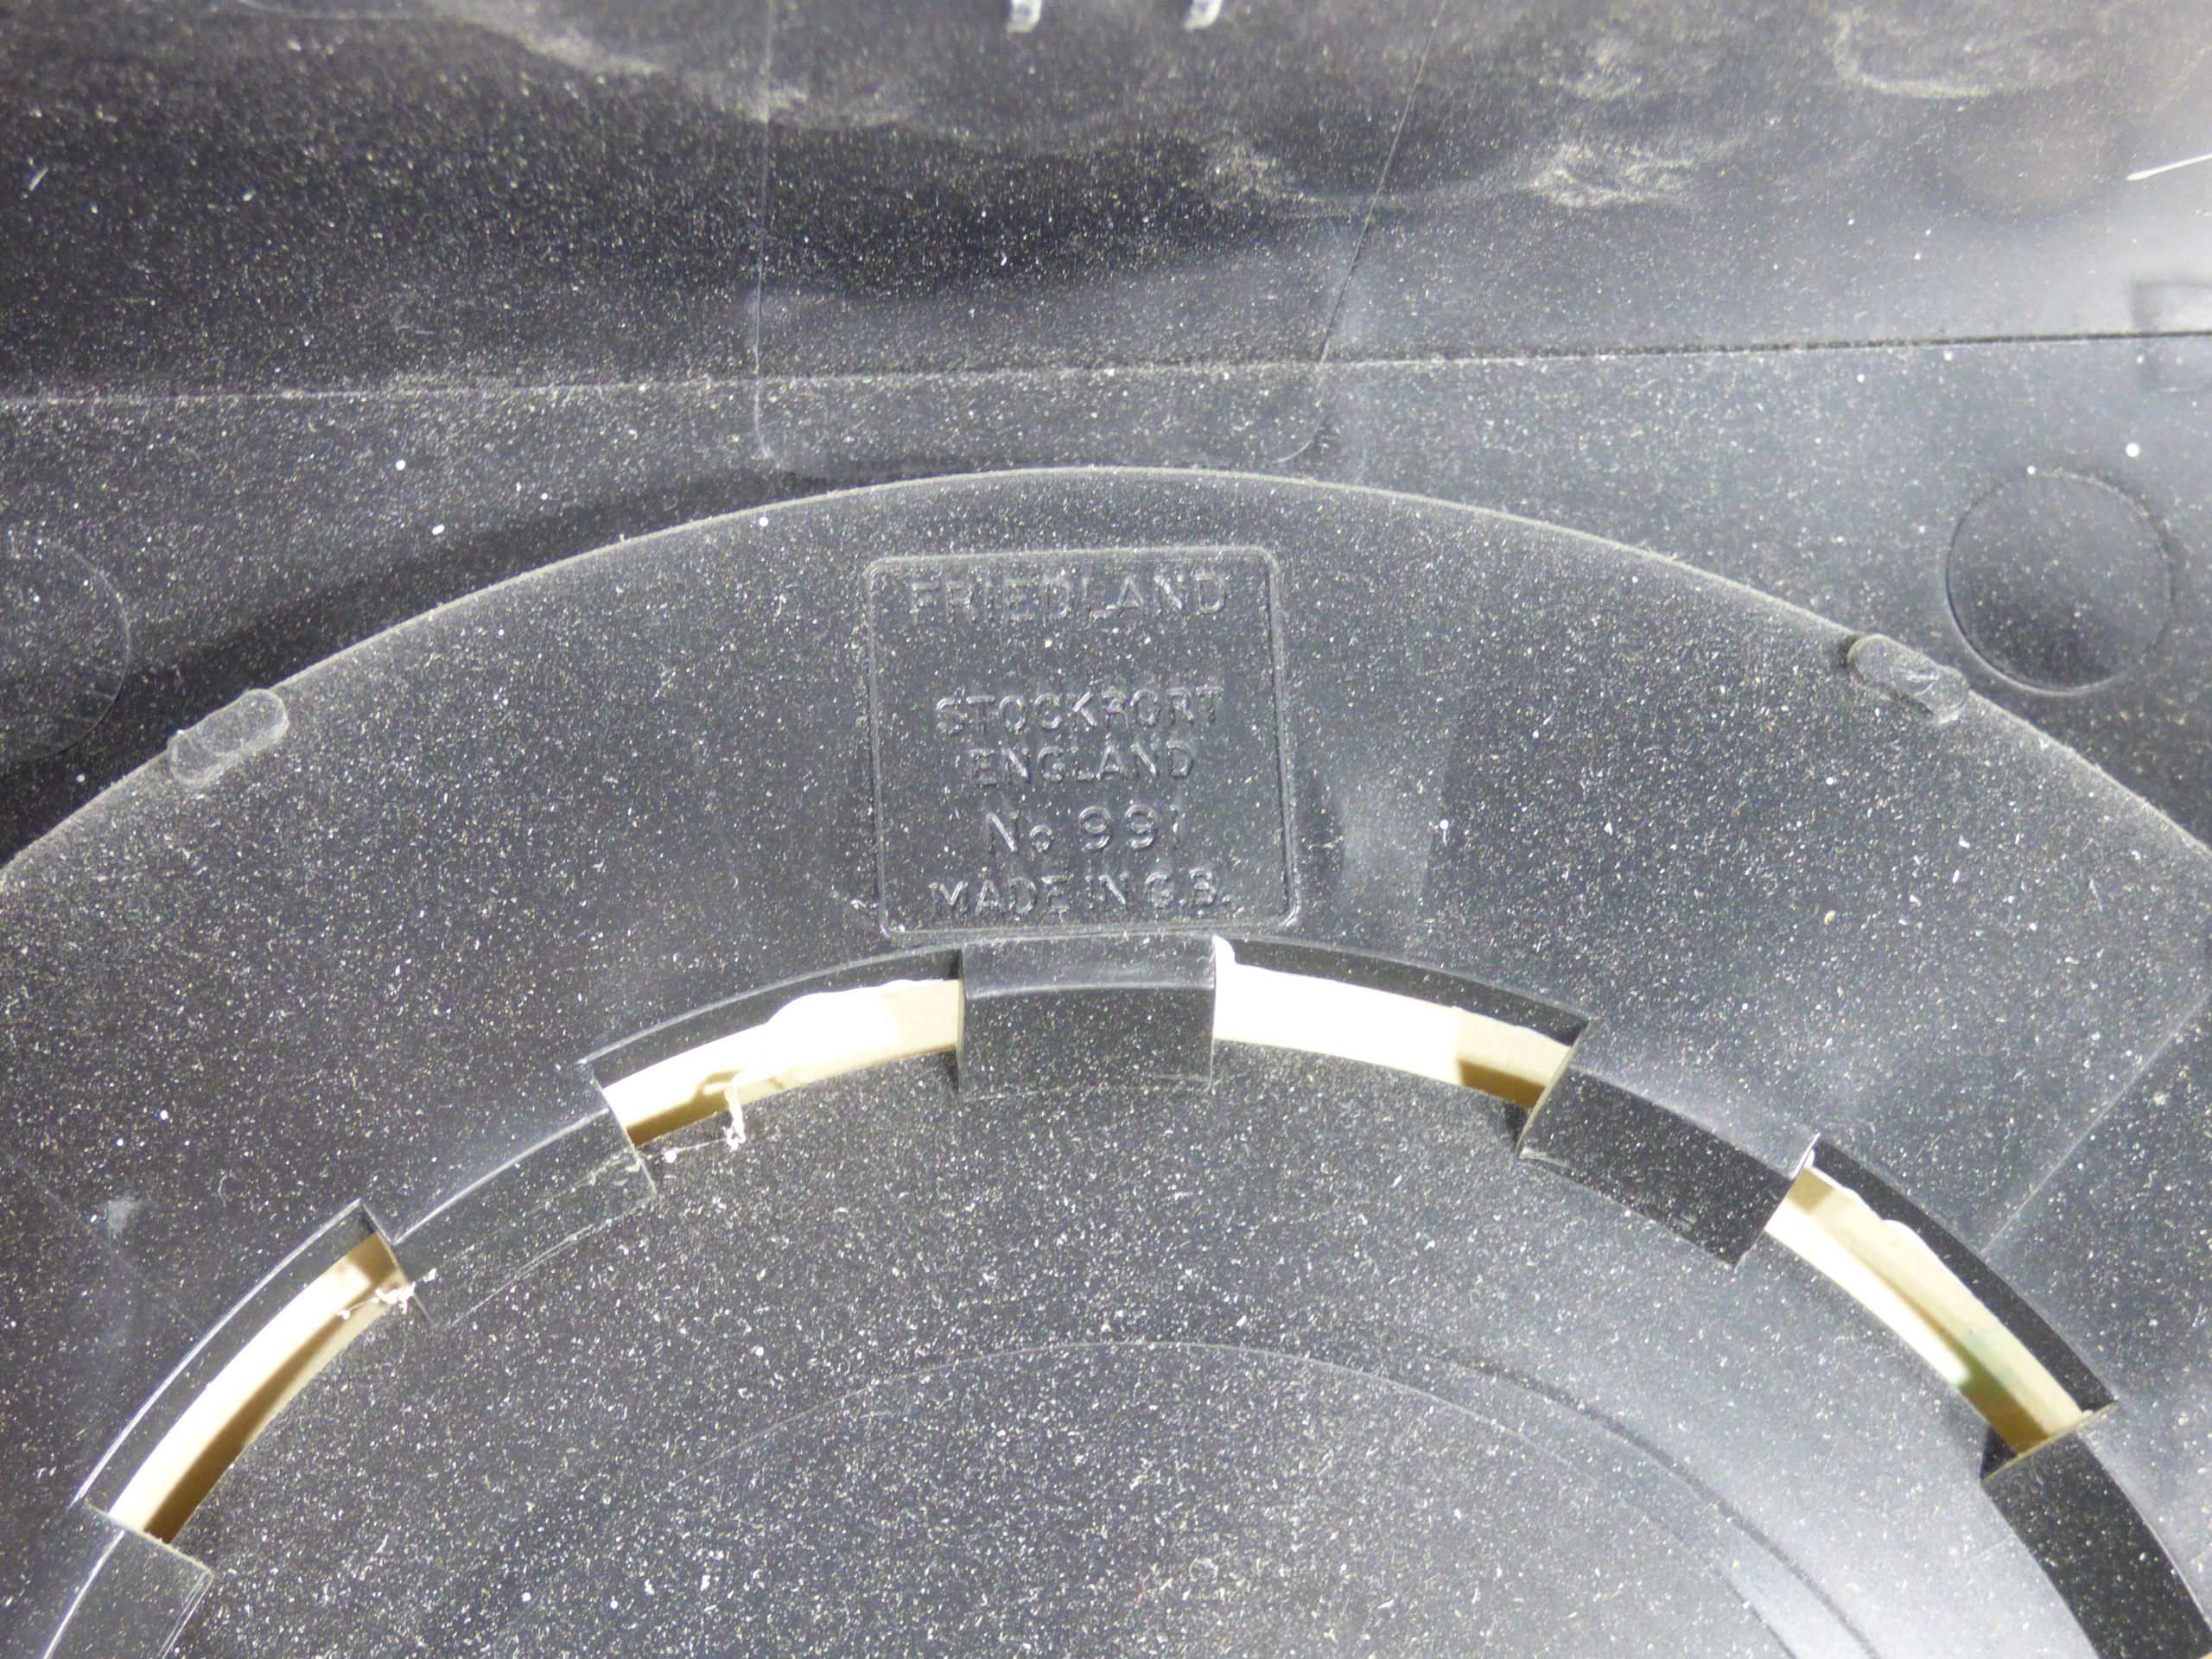 FRIEDLAND
STOCKPORT
ENGLAND
No 991
MADE IN G.B.